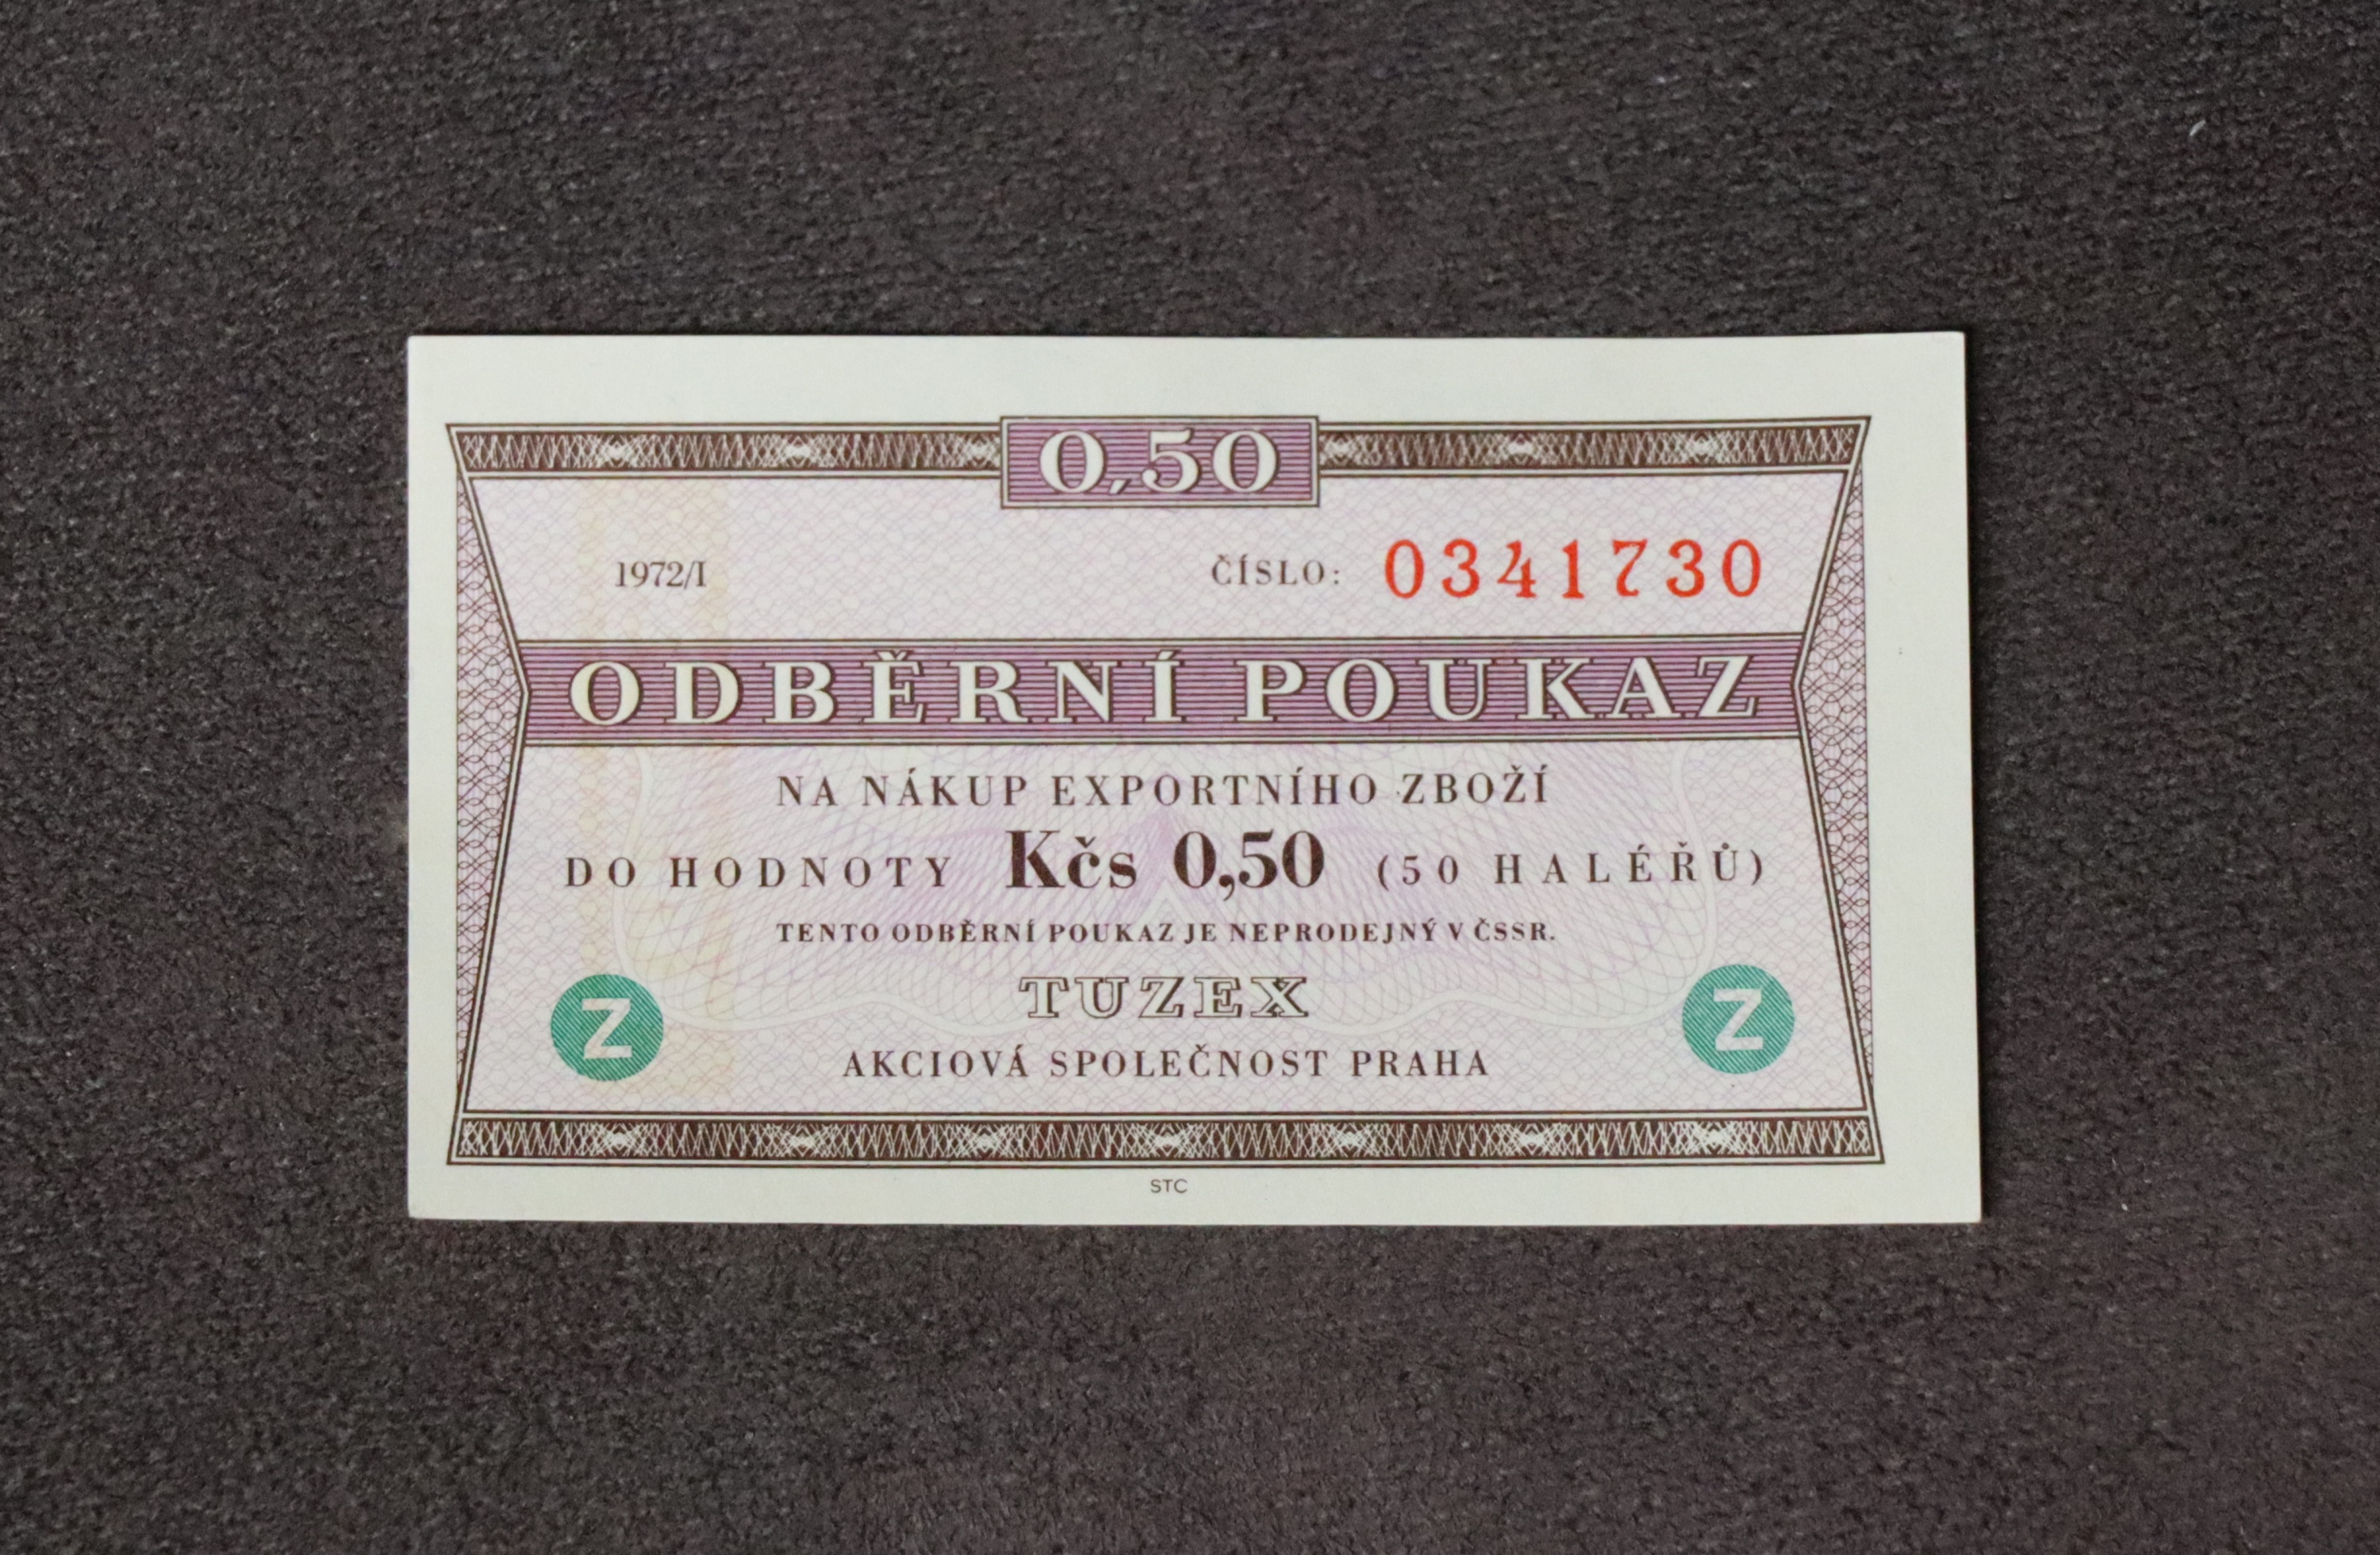 0,50
1972/I ČÍSLO: 0341730
ODBĚRNÍ POUKAZ
NA NÁKUP EXPORTNÍHO ZBOŽÍ
DO HODNOTY Kčs 0,50 (50 HALÉŘŮ)
TENTO ODBĚRNÍ POUKAZ JE NEPRODEJNÝ V ČSSR.
TUZEX
Z Z
AKCIOVÁ SPOLEČNOST PRAHA
STC